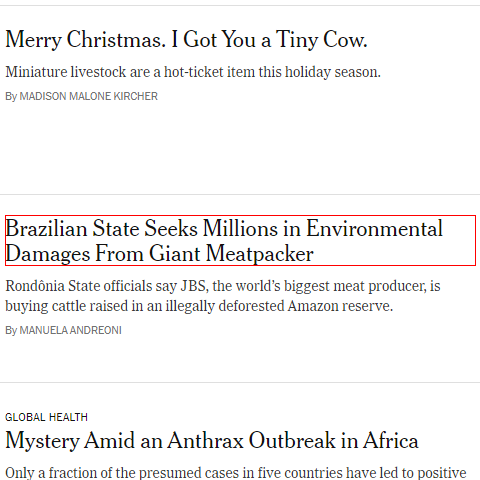 Merry Christmas. I Got You a Tiny Cow.
Miniature livestock are a hot-ticket item this holiday season.
By MADISON MALONE KIRCHER
Brazilian State Seeks Millions in Environmental
Damages From Giant Meatpacker
Rondônia State officials say JBS, the world’s biggest meat producer, is
buying cattle raised in an illegally deforested Amazon reserve.
By MANUELA ANDREONI
GLOBAL HEALTH
Mystery Amid an Anthrax Outbreak in Africa
Only a fraction of the presumed cases in five countries have led to positive